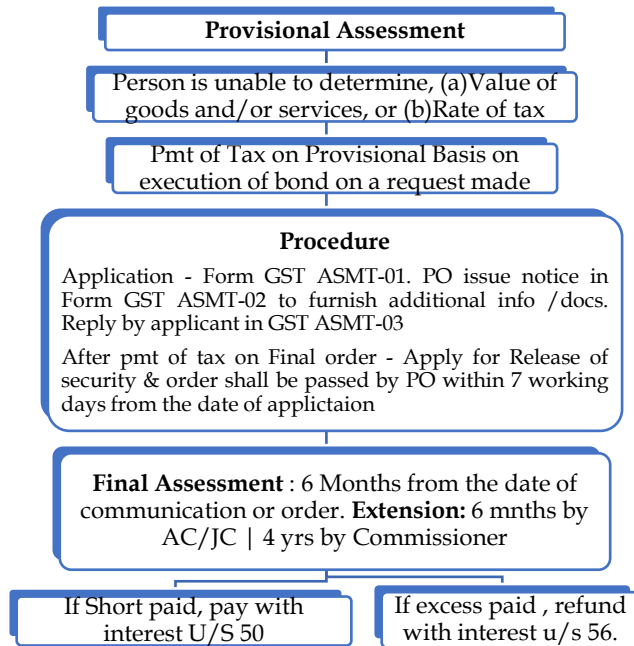 Provisional Assessment
Person is unable to determine, (a)Value of
goods and/or services, or (b)Rate of tax
Pmt of Tax on Provisional Basis on
execution of bond on a request made
Procedure
Application - Form GST ASMT-01. PO issue notice in
Form GST ASMT-02 to furnish additional info /docs.
Reply by applicant in GST ASMT-03
After pmt of tax on Final order - Apply for Release of
security & order shall be passed by PO within 7 working
days from the date of applictaion
Final Assessment : 6 Months from the date of
communication or order. Extension: 6 mnths by
AC/JC | 4 yrs by Commissioner
If Short paid, pay with
interest U/S 50
If excess paid , refund
with interest u/s 56.